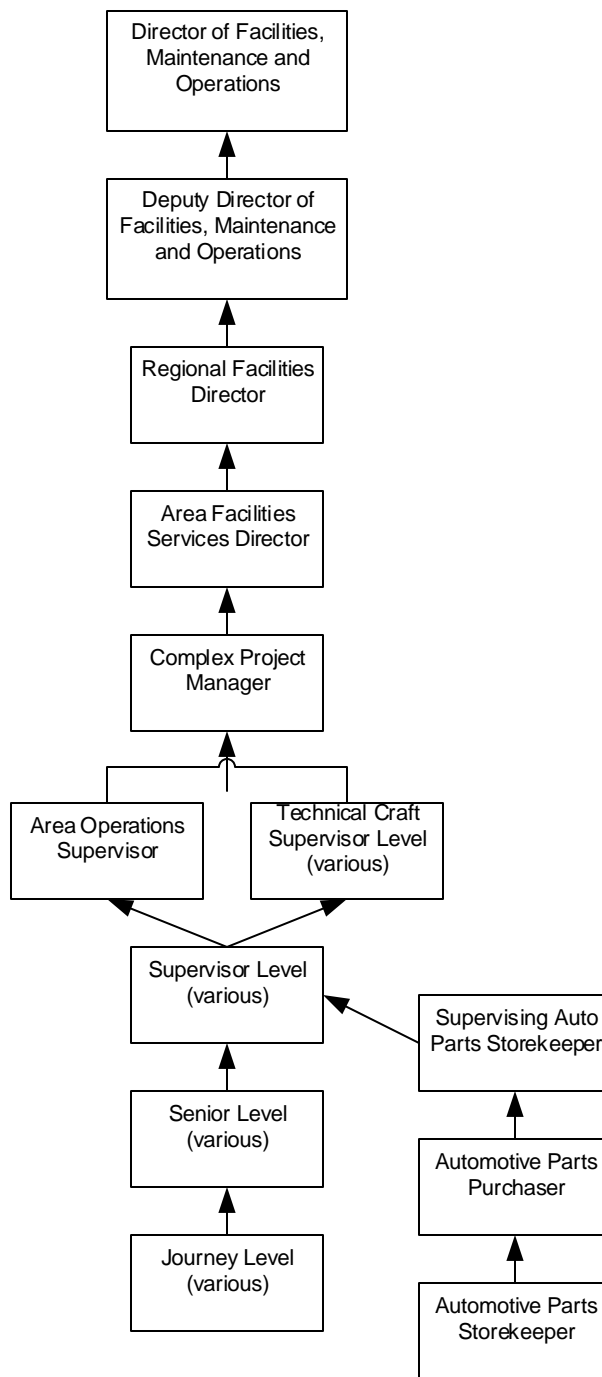 Director of Facilities,
Maintenance and
Operations
Deputy Director of
Facilities, Maintenance
and Operations
Regional Facilities
Director
Area Facilities
Services Director
Complex Project
Manager
Area Operations
Supervisor
Technical Craft
Supervisor Level
(various)
Supervisor Level
(various)
Supervising Auto
Parts Storekeeper
Senior Level
(various)
Automotive Parts
Purchaser
Journey Level
(various)
Automotive Parts
Storekeeper